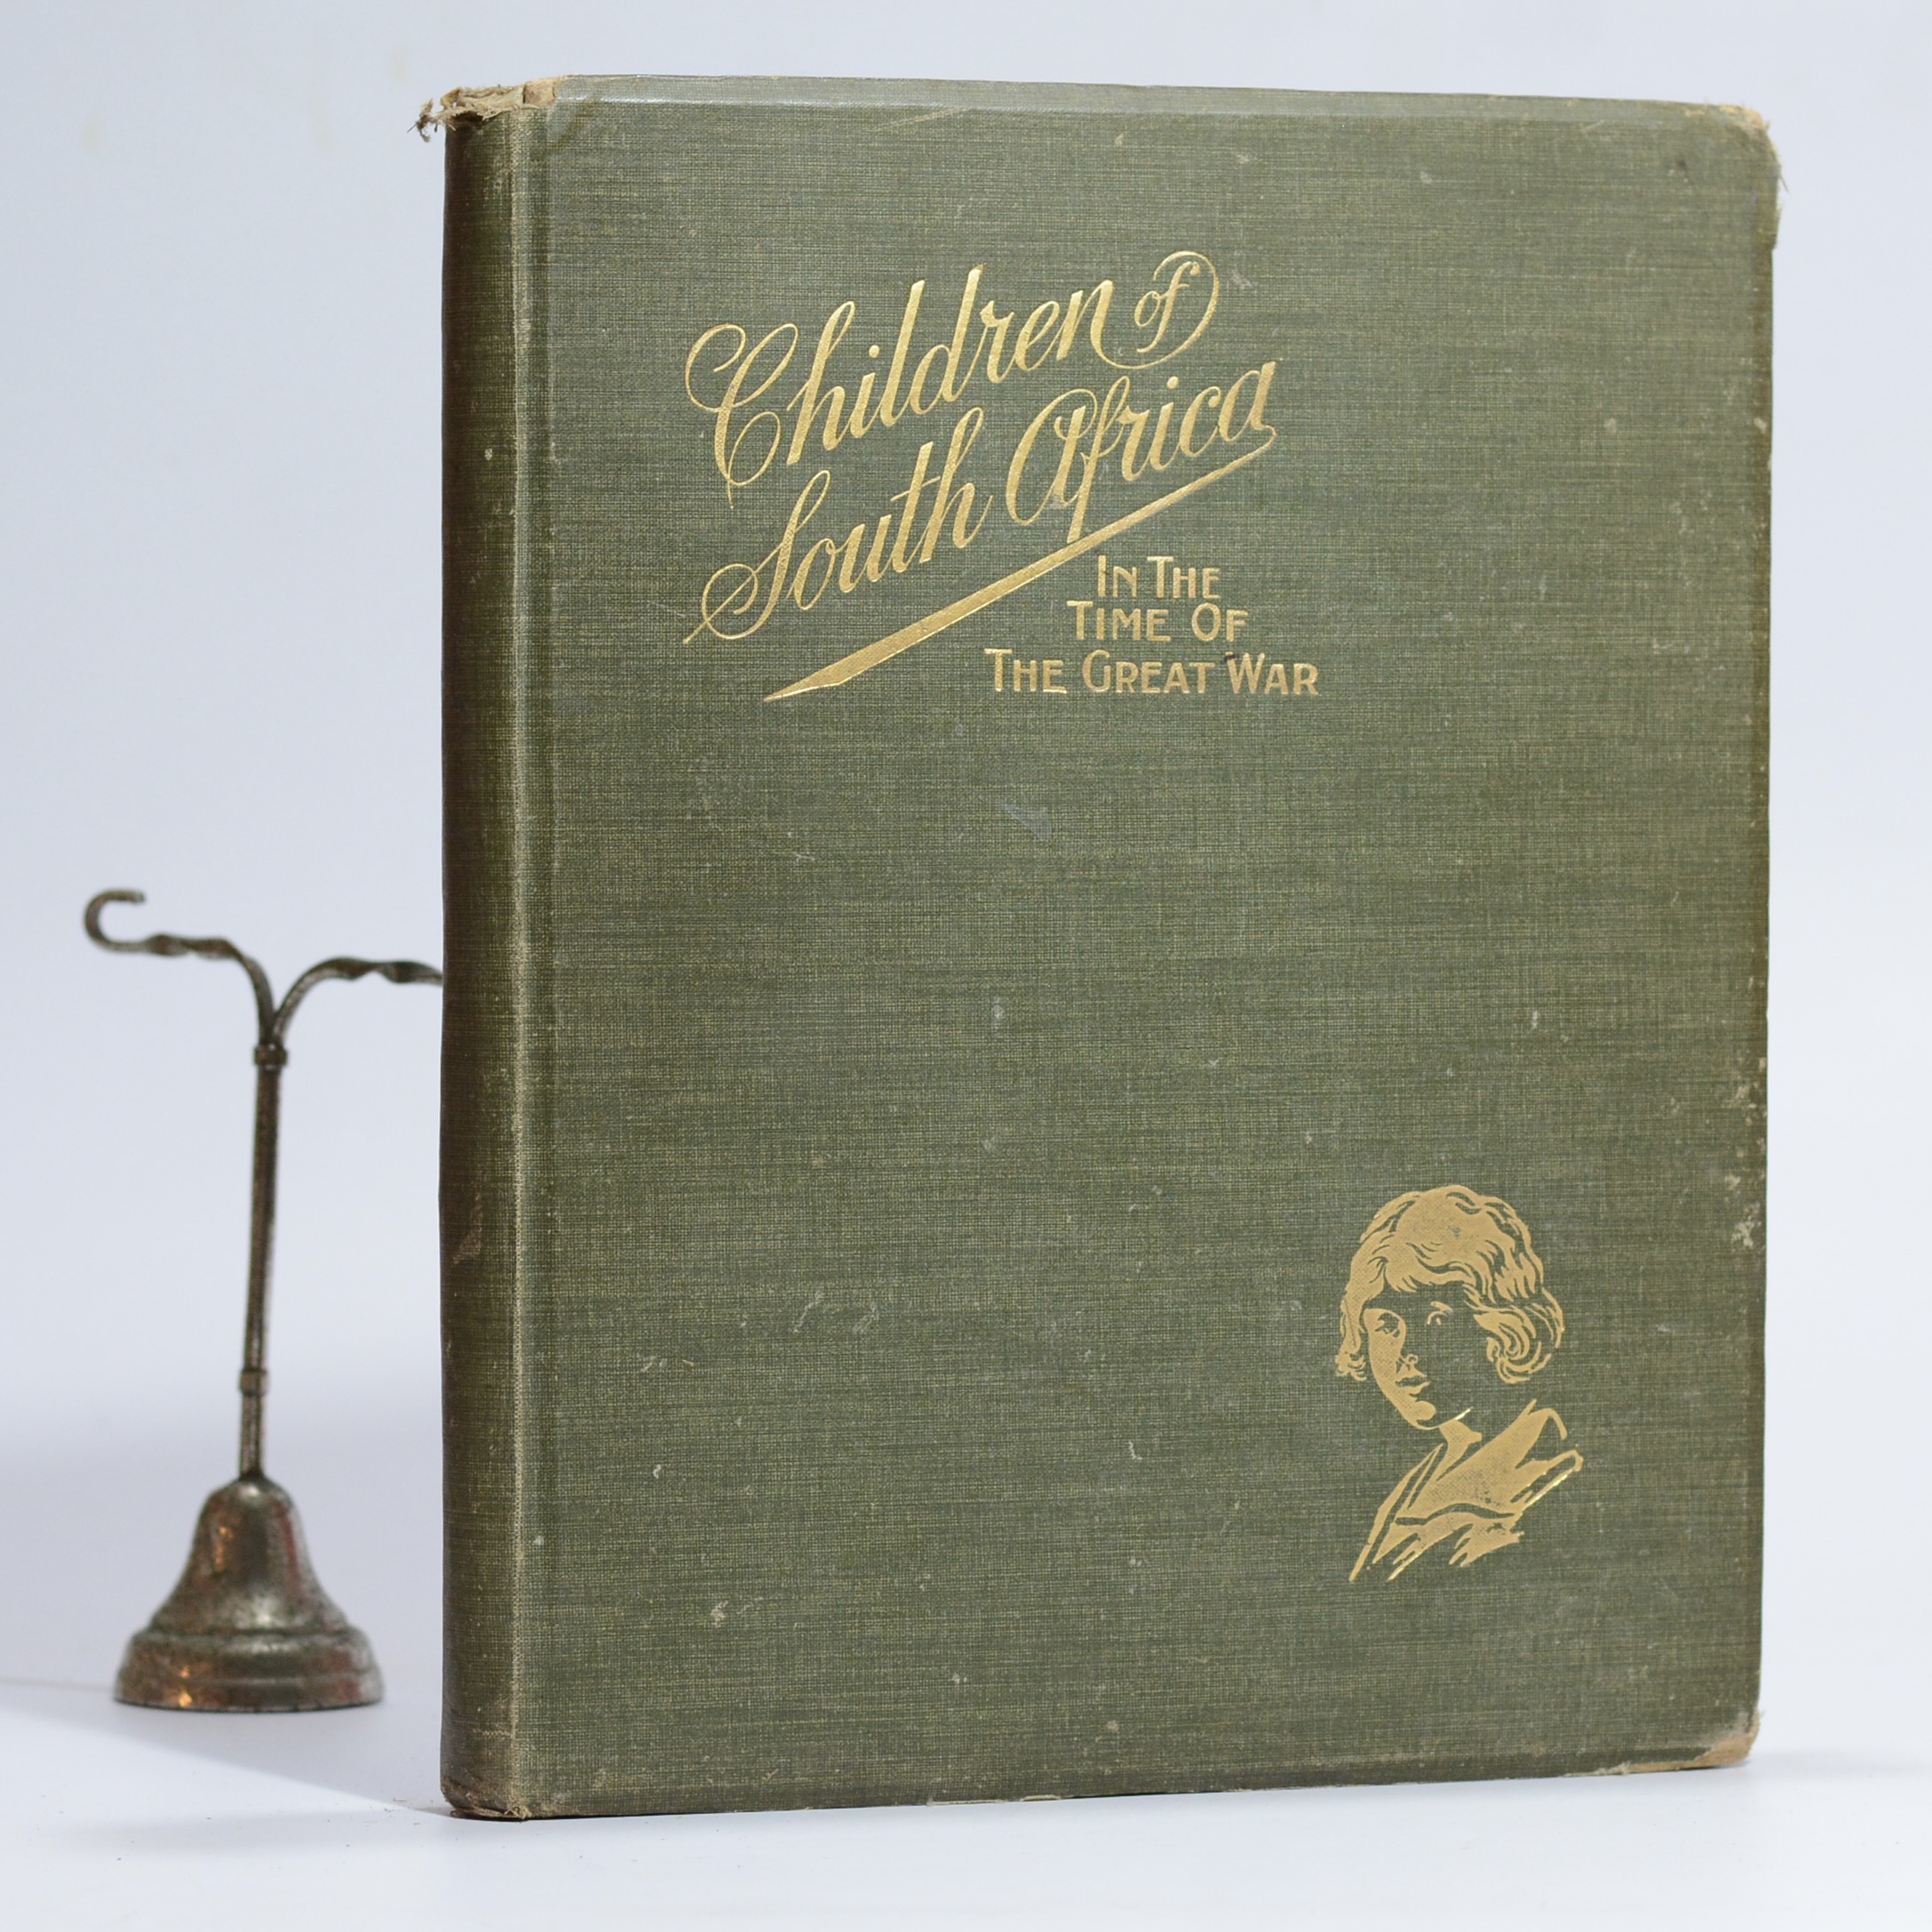 Children of
South Africa
IN THE
TIME OF
THE GREAT WAR